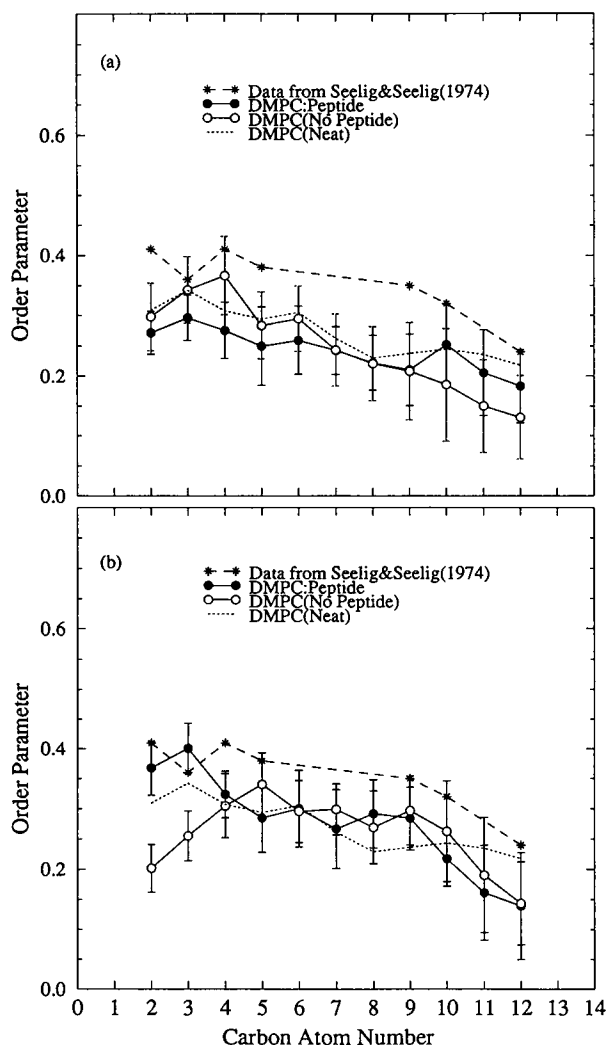 (a)
Data from Seelig&Seelig(1974)
DMPC:Peptide
DMPC(No Peptide)
DMPC(Neat)
0.6
0.4
0.2
0.0
Order Parameter
(b)
Data from Seelig&Seelig(1974)
DMPC:Peptide
DMPC(No Peptide)
DMPC(Neat)
0.6
0.4
0.2
0.0
Order Parameter
0 1 2 3 4 5 6 7 8 9 10 11 12 13 14
Carbon Atom Number